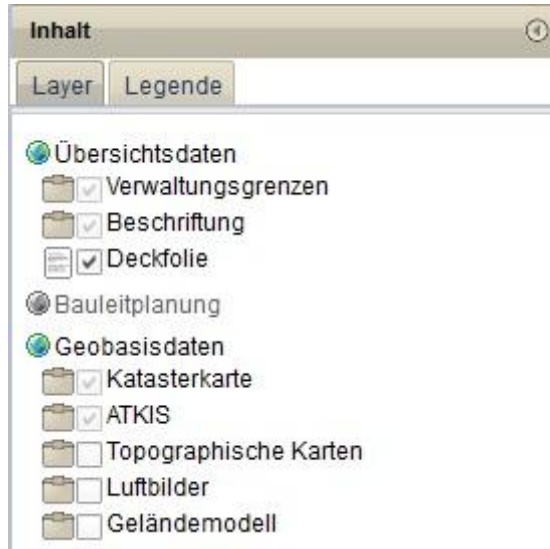 Inhalt
Layer Legende
Übersichtsdaten
Verwaltungsgrenzen
Beschriftung
Deckfolie
Bauleitplanung
Geobasisdaten
Katasterkarte
ATKIS
Topographische Karten
Luftbilder
Geländemodell